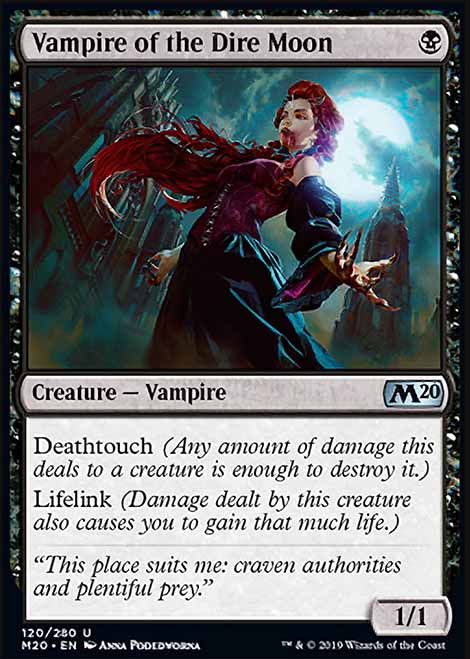 Vampire of the Dire Moon
Creature — Vampire
M20
Deathtouch (Any amount of damage this
deals to a creature is enough to destroy it.)
Lifelink (Damage dealt by this creature
also causes you to gain that much life.)
“This place suits me: craven authorities
and plentiful prey.”
1/1
120/280 U
M20 • EN Anna Podedworna
™ & © 2019 Wizards of the Coast